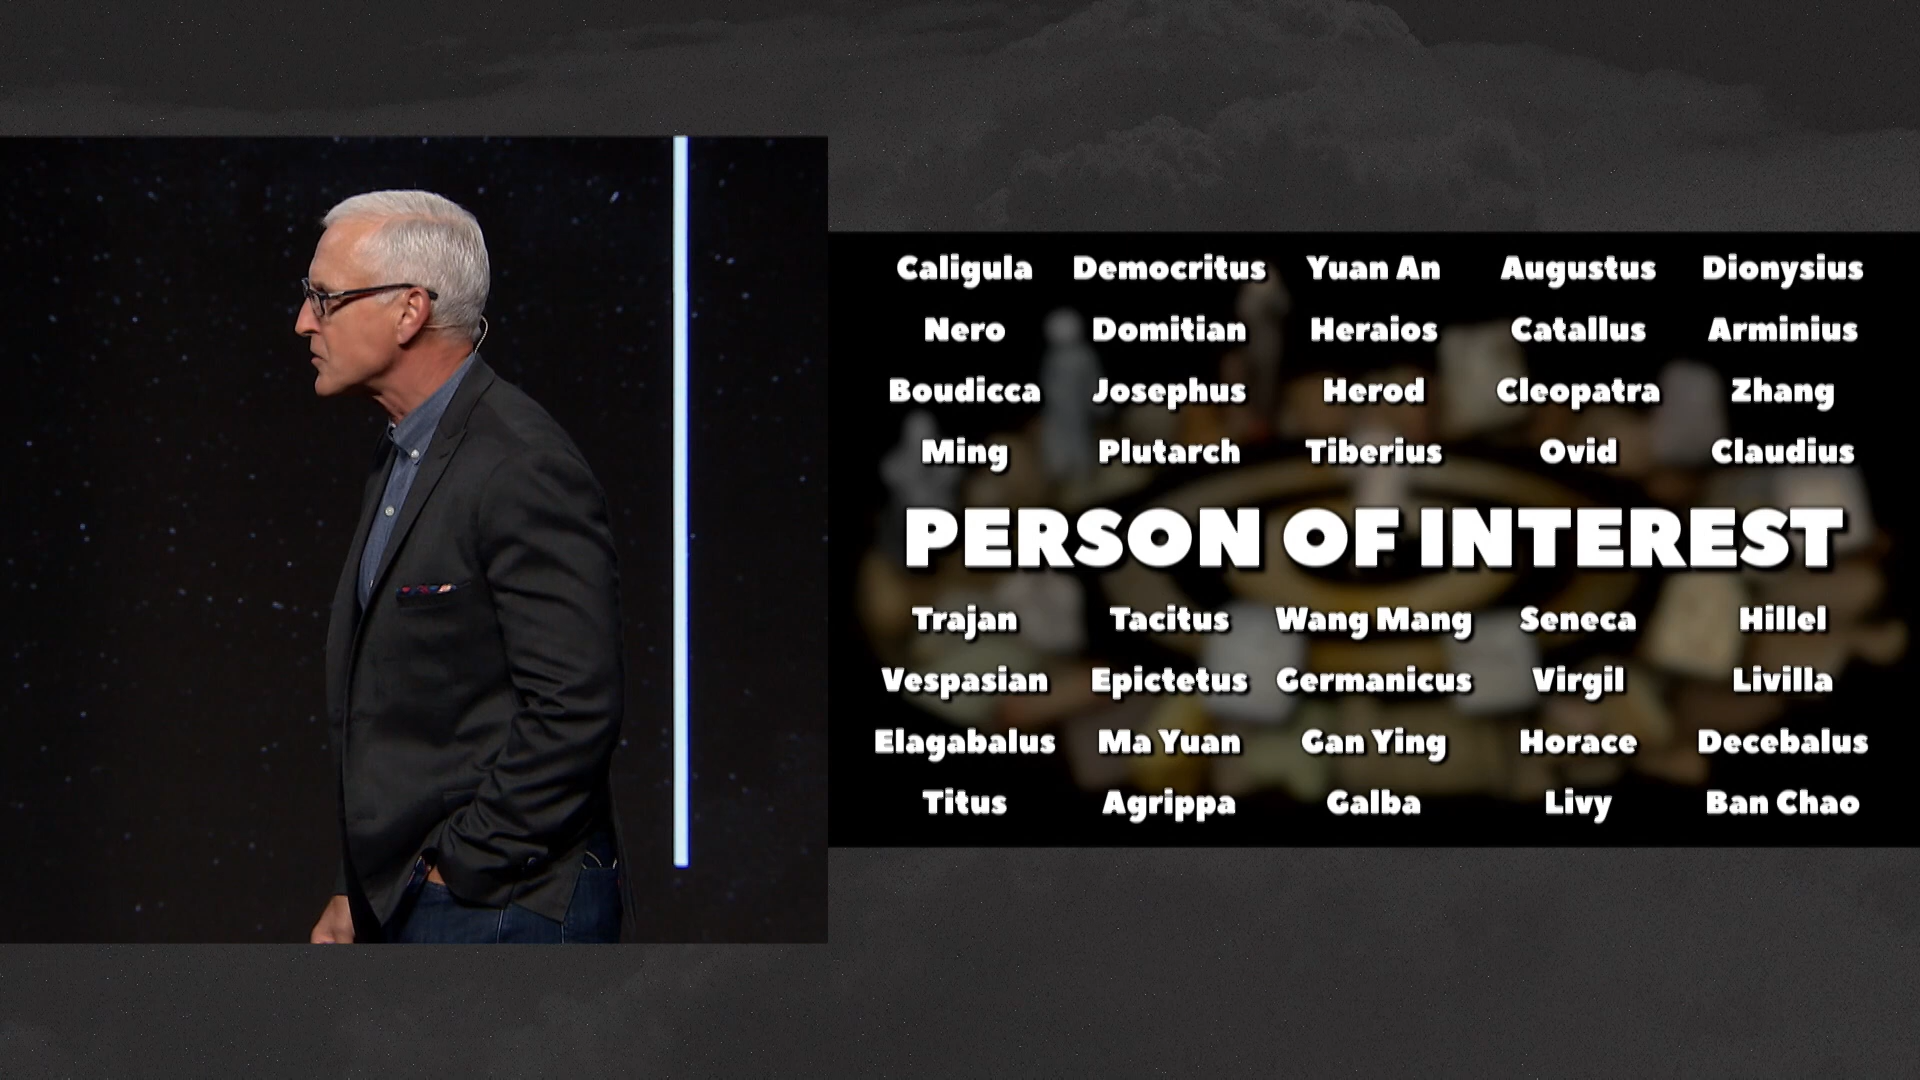 Caligula Democritus Yuan An Augustus Dionysius
Nero Domitian Heraios Catallus Arminius
Boudicca Josephus Herod Cleopatra Zhang
Ming Plutarch Tiberius Ovid Claudius
PERSON OF INTEREST
Trajan Tacitus Wang Mang Seneca Hillel
Vespasian Epictetus Germanicus Virgil Livilla
Elagabalus Ma Yuan Gan Ying Horace Decebalus
Titus Agrippa Galba Livy Ban Chao